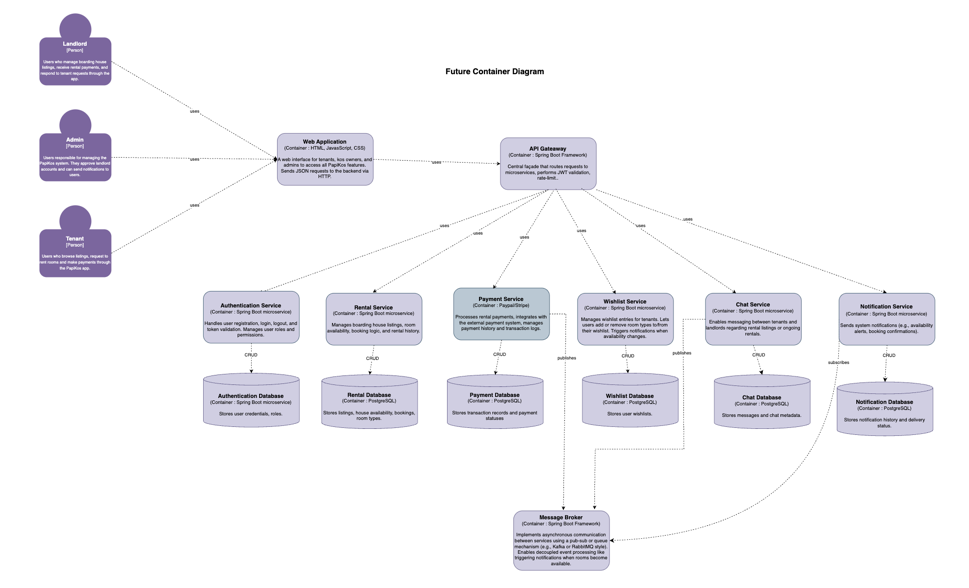 Future Container Diagram
Landlord
[Person]
Users who manage boarding house
listings, receive rental payments, and
respond to tenant requests through the
app.
Admin
[Person]
Users responsible for managing the
PapiKos system. They approve landlord
accounts and can send notifications to
users.
Tenant
[Person]
Users who browse listings, request to
rent rooms and make payments through
the PapiKos app.
uses
uses
uses
Web Application
(Container : HTML, JavaScript, CSS)
A web interface for tenants, kos owners, and
admins to access all PapiKos features.
Sends JSON requests to the backend via
HTTP.
uses
API Gateaway
(Container : Spring Boot Framework)
Central façade that routes requests to
microservices, performs JWT validation,
rate-limit..
uses
uses
uses
uses
uses
uses
Authentication Service
(Container : Spring Boot microservice)
Handles user registration, login, logout, and
token validation. Manages user roles and
permissions.
Rental Service
(Container : Spring Boot microservice)
Manages boarding house listings, room
availability, booking logic, and rental history
Payment Service
(Container : Paypal/Stripe)
Processes rental payments, integrates with
the external payment system, manages
payment history and transaction logs.
Wishlist Service
(Container : Spring Boot microservice)
Manages wishlist entries for tenants. Lets
users add or remove room types to/from
their wishlist. Triggers notifications when
availability changes.
Chat Service
(Container : Spring Boot microservice)
Enables messaging between tenants and
landlords regarding rental listings or ongoing
rentals.
Notification Service
(Container : Spring Boot microservice)
Sends system notifications (e.g., availability
alerts, booking confirmations).
CRUD
CRUD
CRUD
CRUD
CRUD
CRUD
publishes
publishes
subscribes
Authentication Database
(Container : Spring Boot microservice)
Stores user credentials, roles.
Rental Database
(Container : PostgreSQL)
Stores listings, house availability, bookings,
room types.
Payment Database
(Container : PostgreSQL)
Stores transaction records and payment
statuses
Wishlist Database
(Container : PostgreSQL)
Stores user wishlists.
Chat Database
(Container : PostgreSQL)
Stores messages and chat metadata.
Notification Database
(Container : PostgreSQL)
Stores notification history and delivery
status.
Message Broker
(Container : Spring Boot Framework)
Implements asynchronous communication
between services using a pub-sub or queue
mechanism (e.g., Kafka or RabbitMQ style).
Enables decoupled event processing like
triggering notifications when rooms become
available.